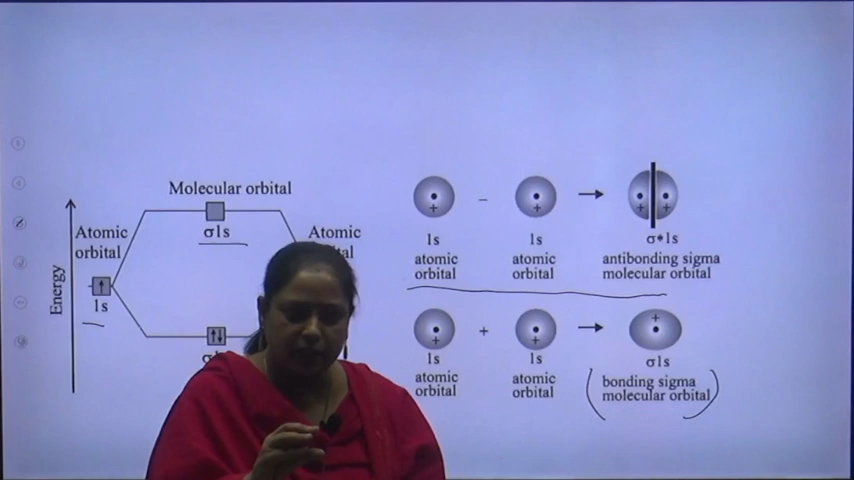 Molecular orbital
Atomic
orbital
σ1s
Atomic
Energy
1s
1s
atomic
orbital
−
1s
atomic
orbital
σ*1s
antibonding sigma
molecular orbital
+
1s
atomic
orbital
+
1s
atomic
orbital
σ1s
bonding sigma
molecular orbital